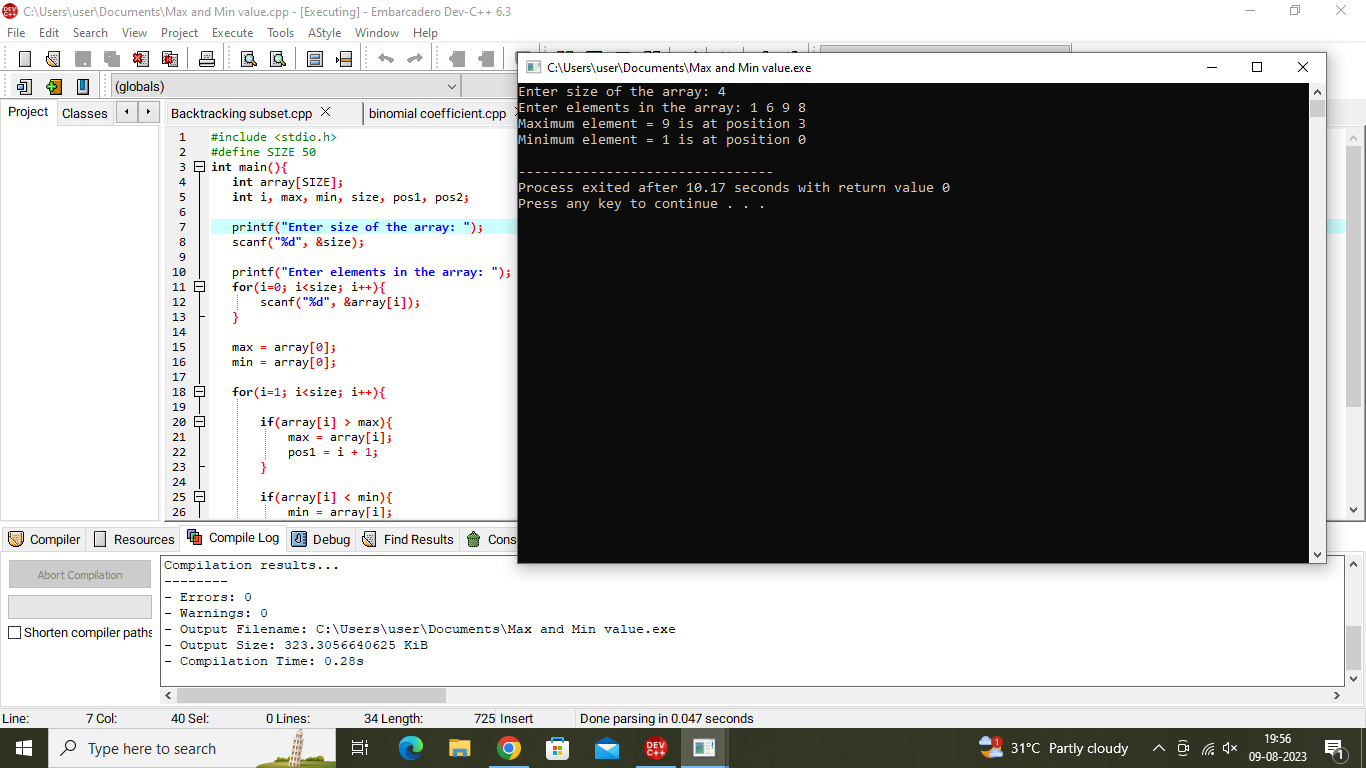 C:\Users\user\Documents\Max and Min value.cpp - [Executing] - Embarcadero Dev-C++ 6.3
File Edit Search View Project Execute Tools AStyle Window Help
(globals)
Project Classes
Backtracking subset.cpp binomial coefficient.cpp
1 #include <stdio.h>
2 #define SIZE 50
3 int main(){
4 int array[SIZE];
5 int i, max, min, size, pos1, pos2;
6
7 printf("Enter size of the array: ");
8 scanf("%d", &size);
9
10 printf("Enter elements in the array: ");
11 for(i=0; i<size; i++){
12 scanf("%d", &array[i]);
13 }
14
15 max = array[0];
16 min = array[0];
17
18 for(i=1; i<size; i++){
19
20 if(array[i] > max){
21 max = array[i];
22 pos1 = i + 1;
23 }
24
25 if(array[i] < min){
26 min = array[i];
C:\Users\user\Documents\Max and Min value.exe
Enter size of the array: 4
Enter elements in the array: 1 6 9 8
Maximum element = 9 is at position 3
Minimum element = 1 is at position 0
--------------------------------
Process exited after 10.17 seconds with return value 0
Press any key to continue . . .
Compiler Resources Compile Log Debug Find Results Cons
Abort Compilation
Shorten compiler paths
Compilation results...
--------
- Errors: 0
- Warnings: 0
- Output Filename: C:\Users\user\Documents\Max and Min value.exe
- Output Size: 323.3056640625 KiB
- Compilation Time: 0.28s
Line: 7 Col: 40 Sel: 0 Lines: 34 Length: 725 Insert Done parsing in 0.047 seconds
Type here to search
DEV C++
1
31°C Partly cloudy
19:56
09-08-2023
1